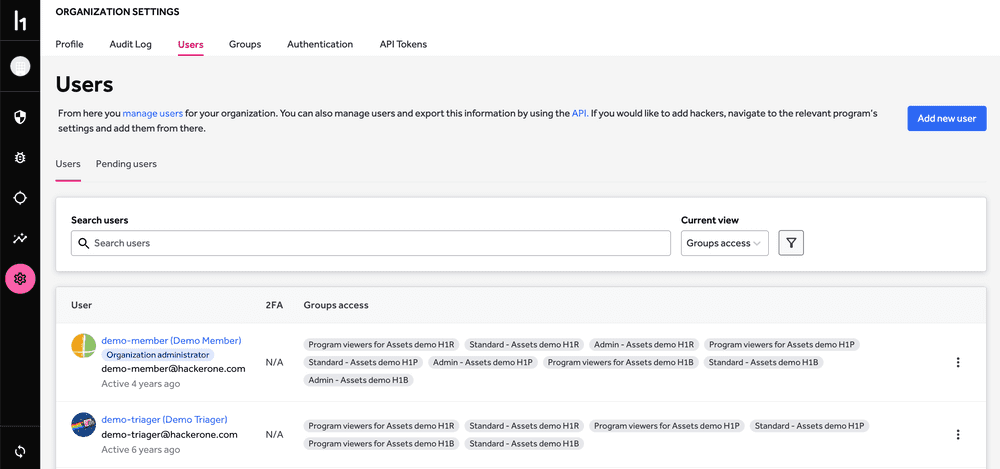 h1
ORGANIZATION SETTINGS
Profile Audit Log Users Groups Authentication API Tokens
Users
From here you manage users for your organization. You can also manage users and export this information by using the API. If you would like to add hackers, navigate to the relevant program's
settings and add them from there.
Add new user
Users Pending users
Search users Current view
Search users Groups access
User 2FA Groups access
demo-member (Demo Member)
Organization administrator
demo-member@hackerone.com
Active 4 years ago
N/A
Program viewers for Assets demo H1R Standard - Assets demo H1R Admin - Assets demo H1R Program viewers for Assets demo H1P
Standard - Assets demo H1P Admin - Assets demo H1P Program viewers for Assets demo H1B Standard - Assets demo H1B
Admin - Assets demo H1B
demo-triager (Demo Triager)
demo-triager@hackerone.com
Active 6 years ago
N/A
Program viewers for Assets demo H1R Standard - Assets demo H1R Program viewers for Assets demo H1P Standard - Assets demo H1P
Program viewers for Assets demo H1B Standard - Assets demo H1B